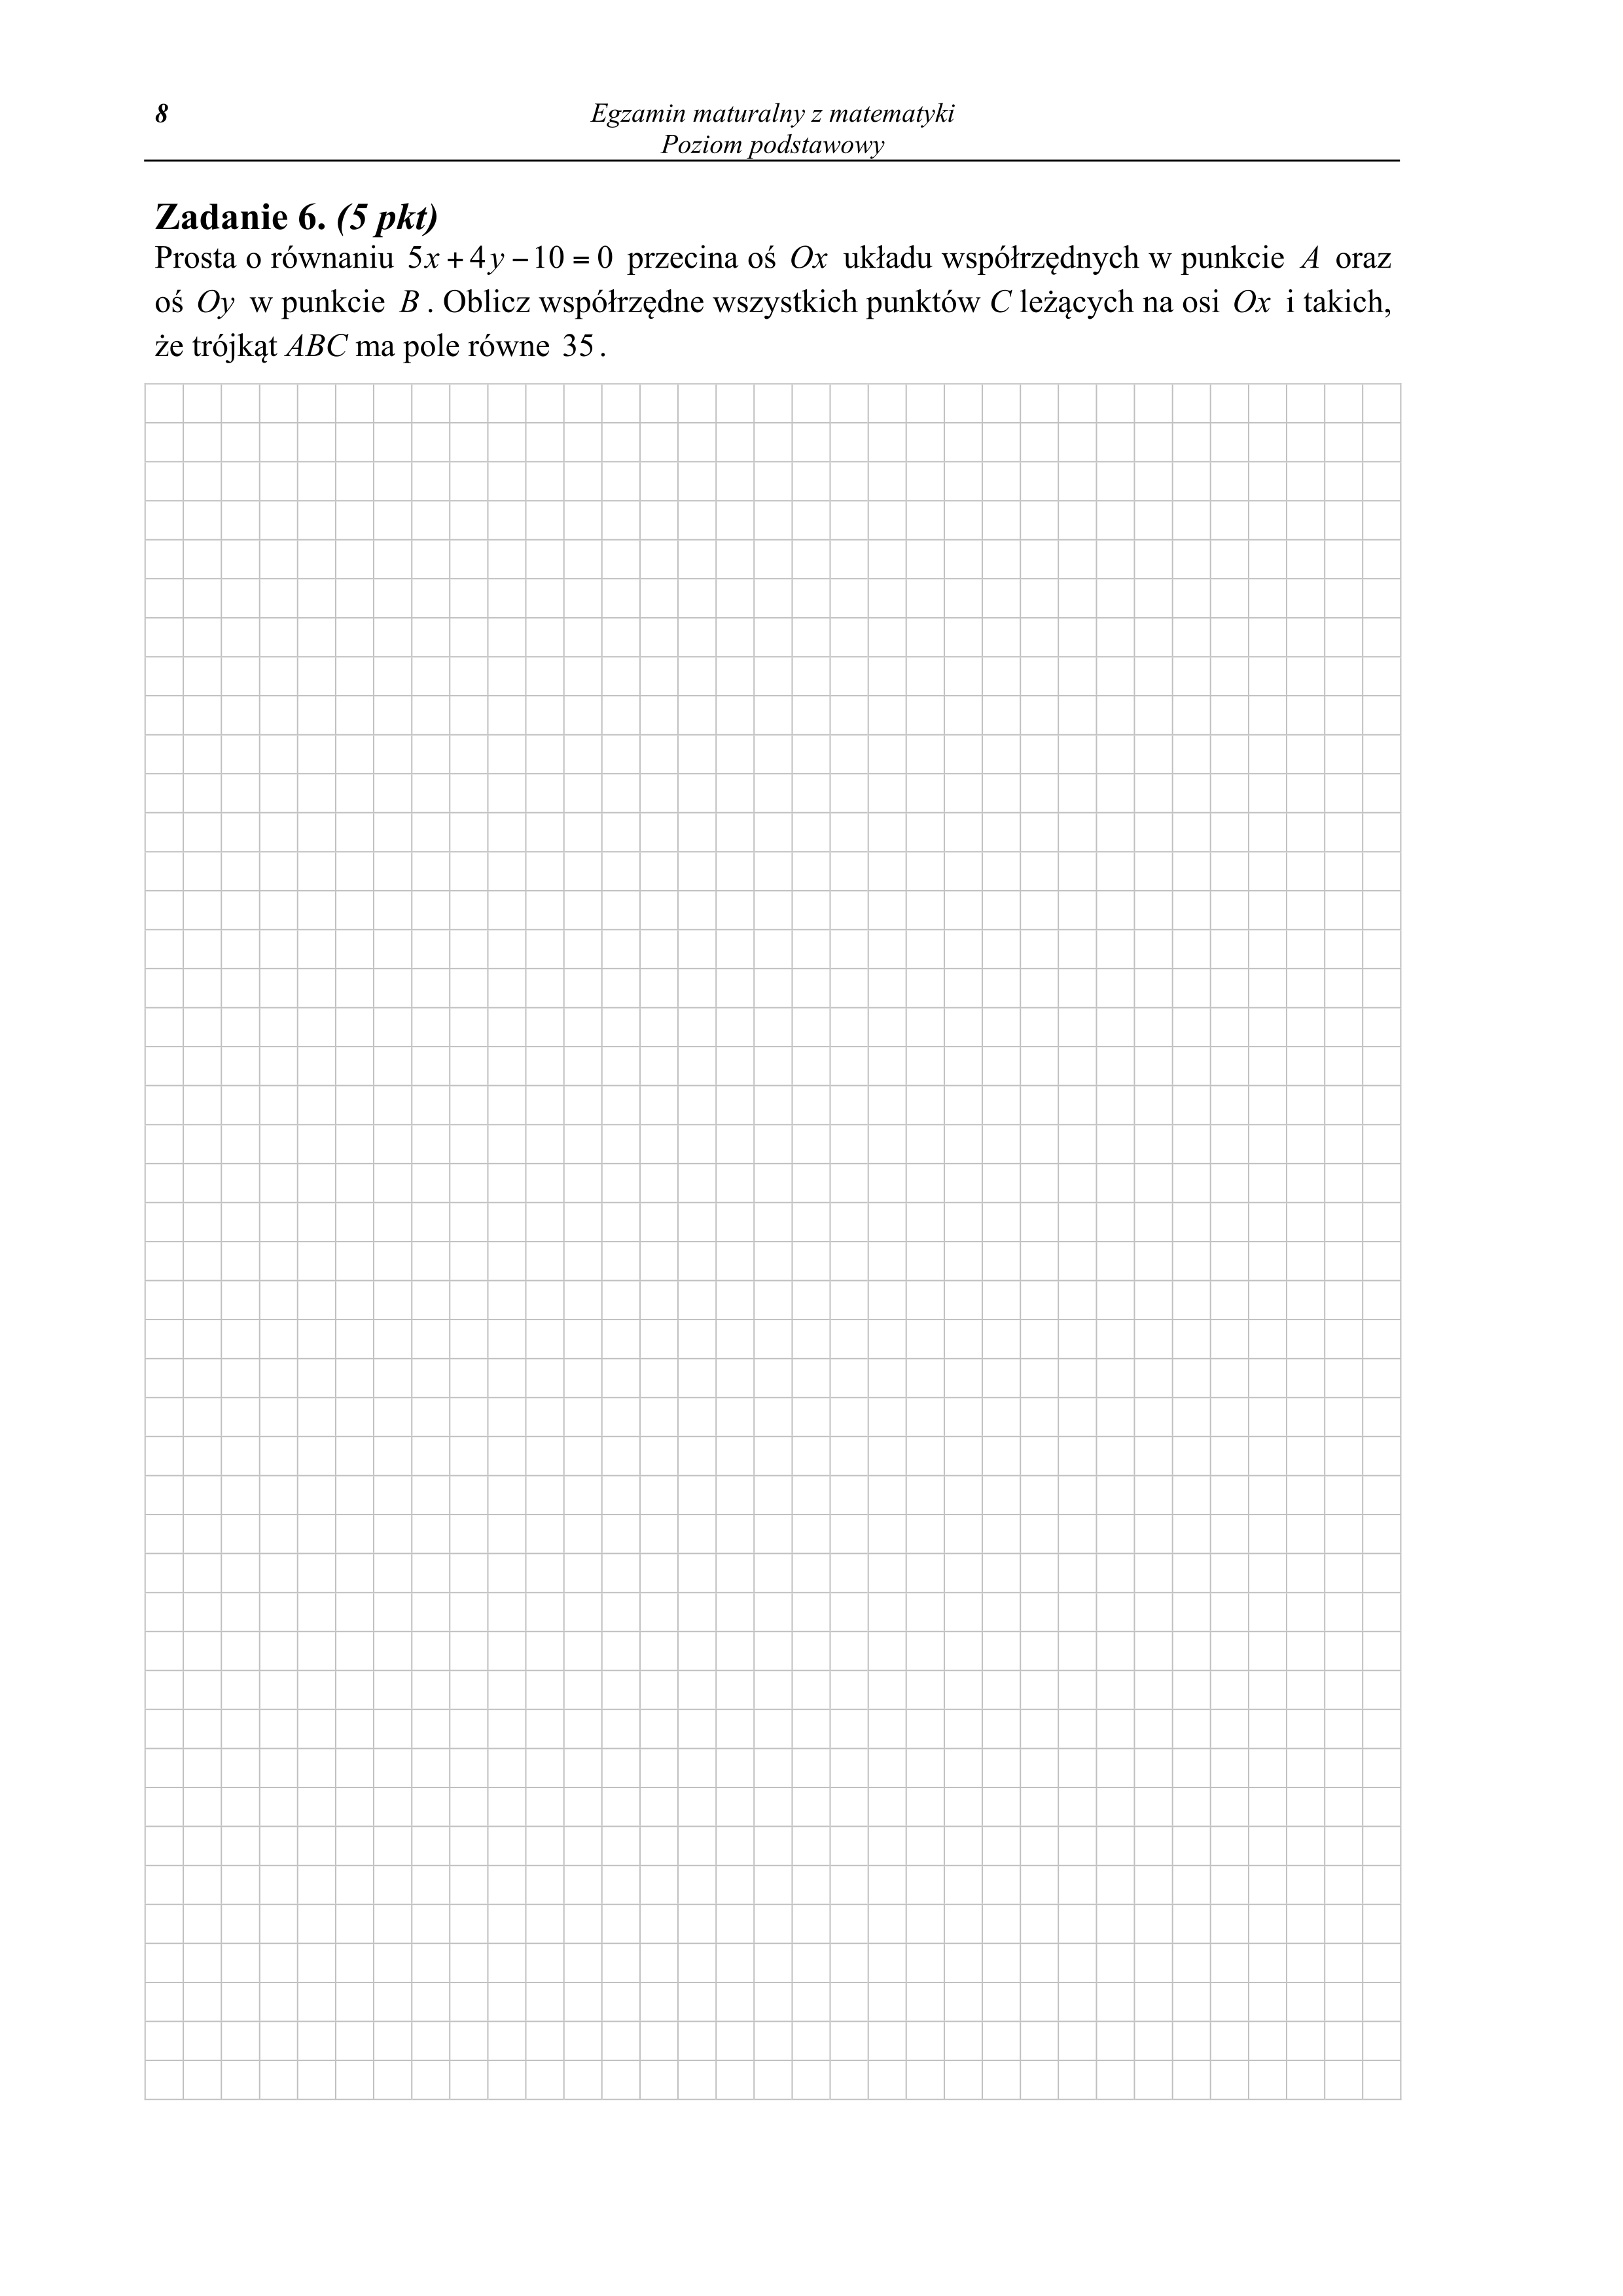 8
Egzamin maturalny z matematyki
Poziom podstawowy
Zadanie 6. (5 pkt)
Prosta o równaniu 5x + 4y − 10 = 0 przecina oś Ox układu współrzędnych w punkcie A oraz
oś Oy w punkcie B . Oblicz współrzędne wszystkich punktów C leżących na osi Ox i takich,
że trójkąt ABC ma pole równe 35 .